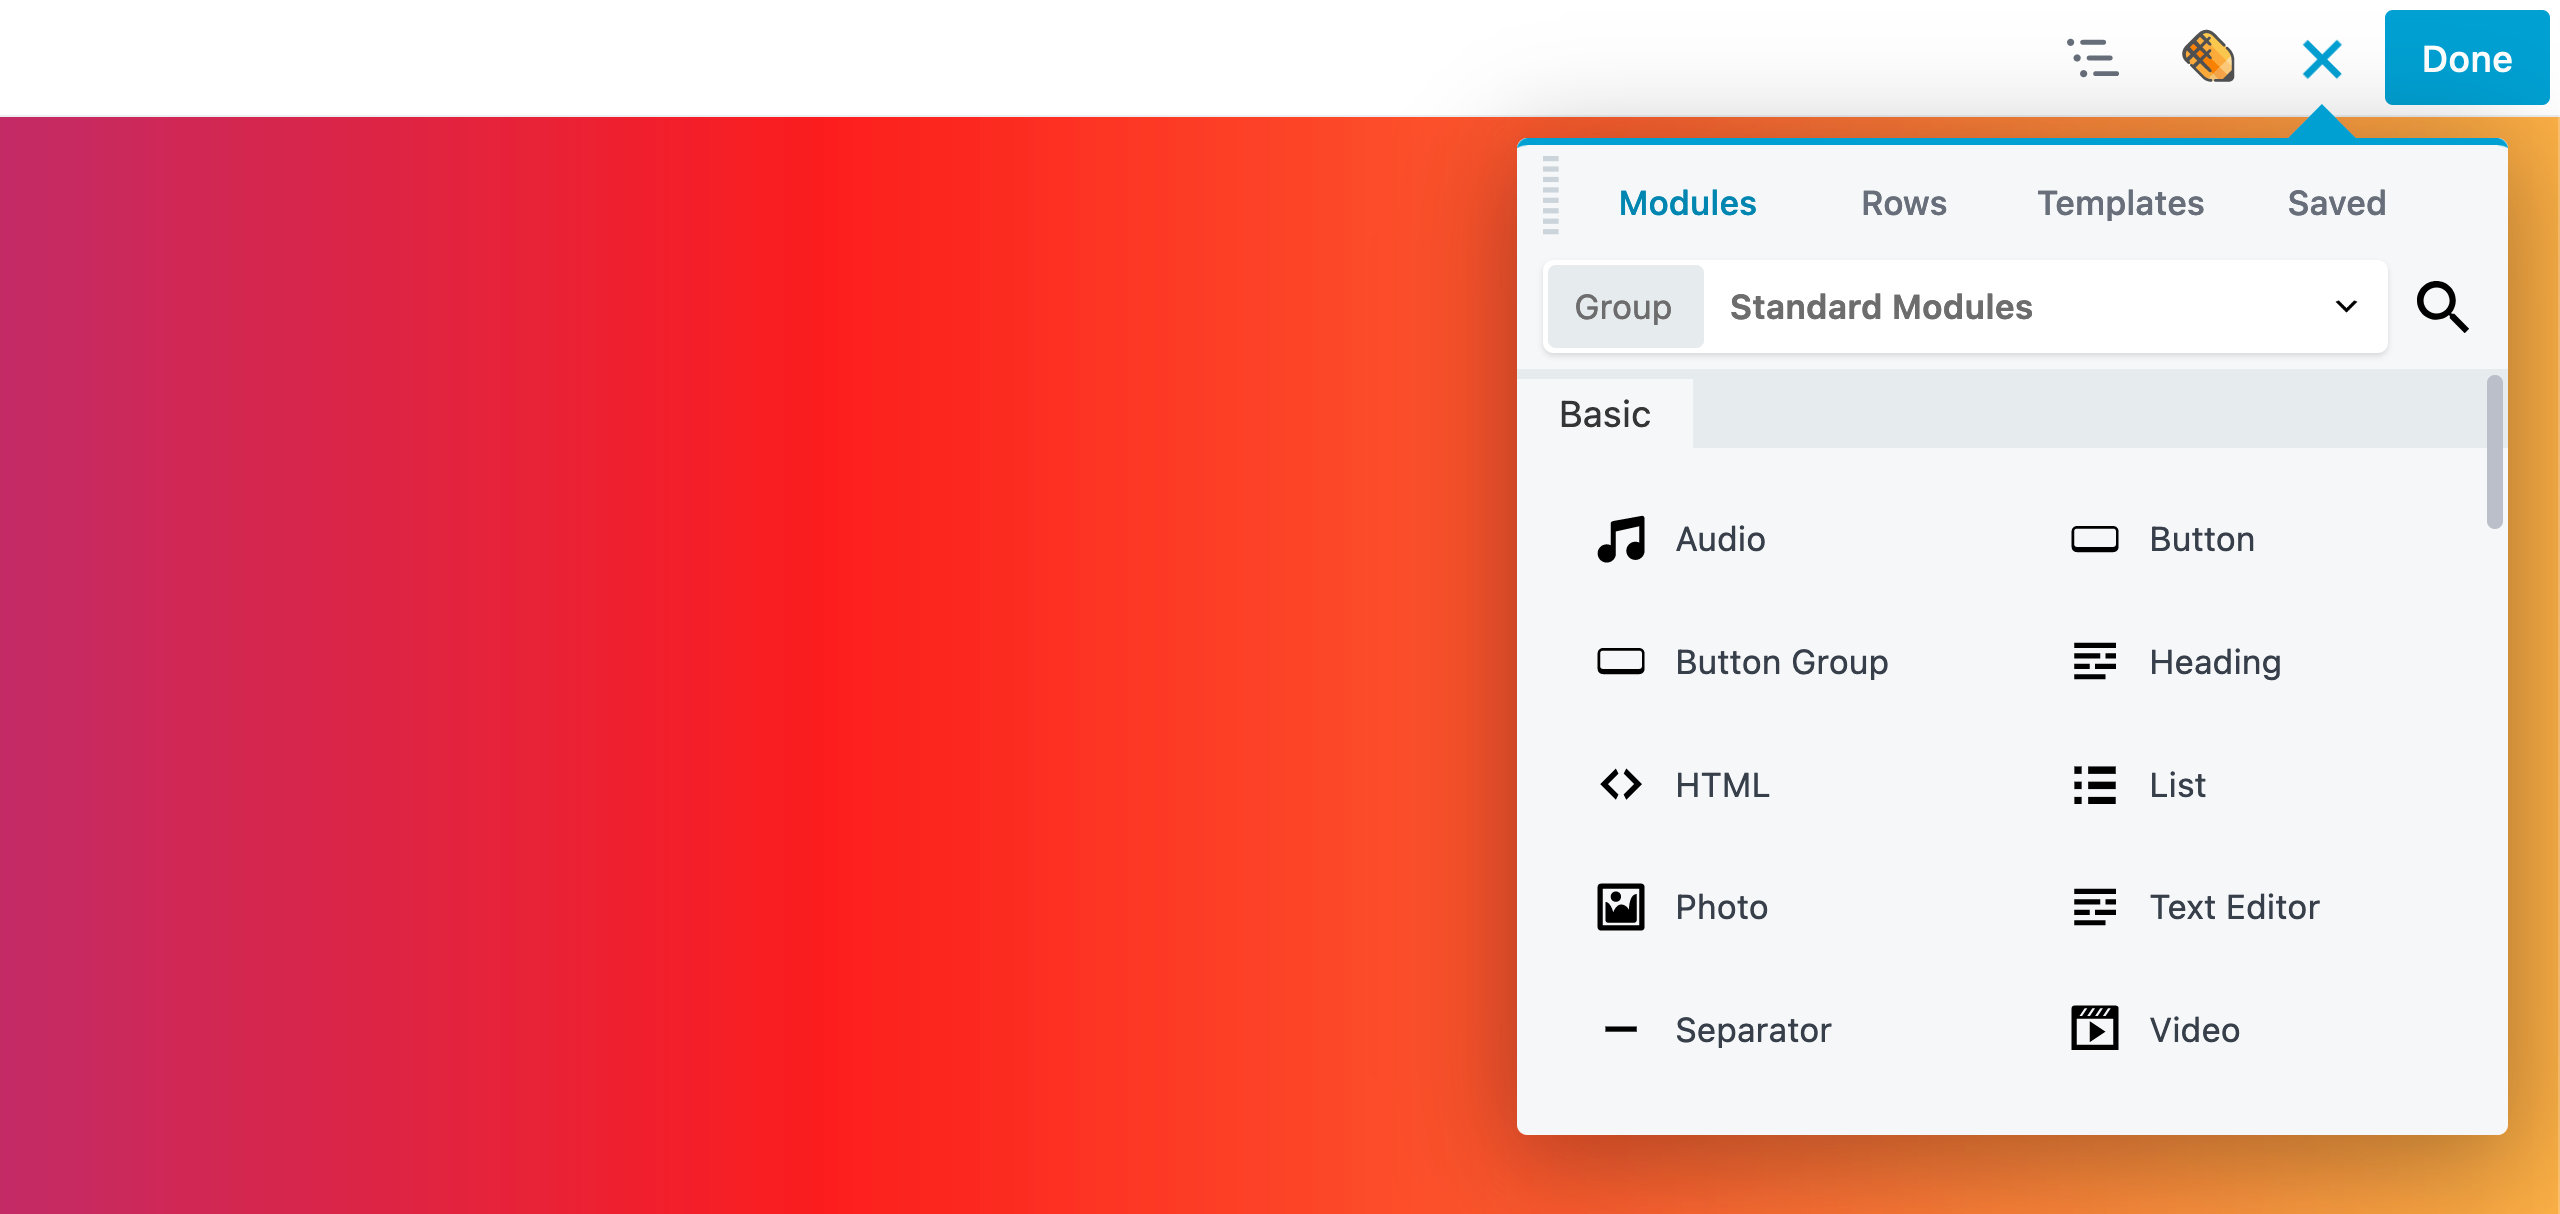 Done
Modules Rows Templates Saved
Group Standard Modules
Basic
Audio Button
Button Group Heading
HTML List
Photo Text Editor
Separator Video